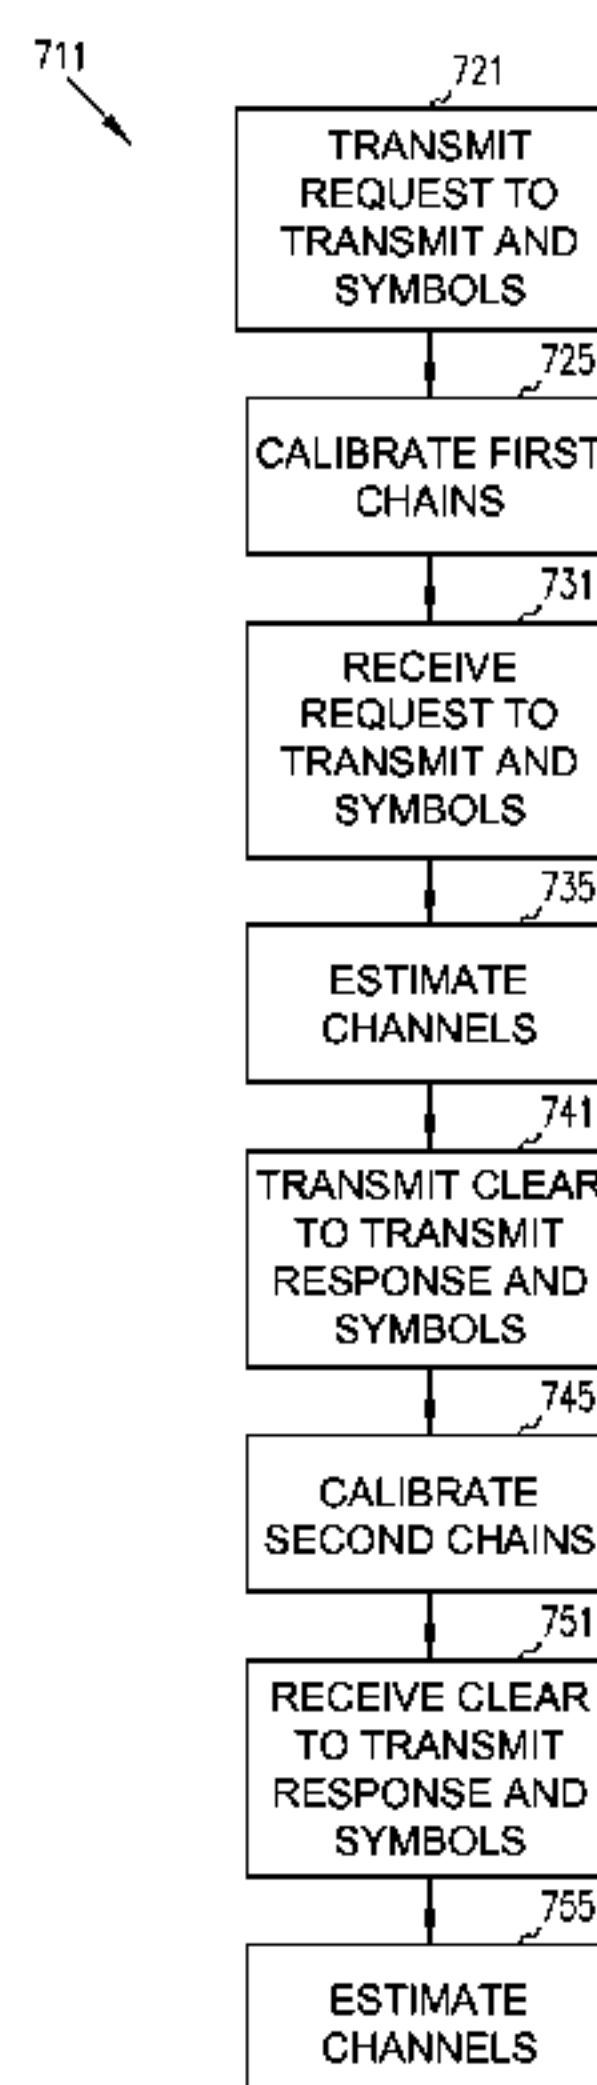 711
721
TRANSMIT
REQUEST TO
TRANSMIT AND
SYMBOLS
725
CALIBRATE FIRST
CHAINS
731
RECEIVE
REQUEST TO
TRANSMIT AND
SYMBOLS
735
ESTIMATE
CHANNELS
741
TRANSMIT CLEAR
TO TRANSMIT
RESPONSE AND
SYMBOLS
745
CALIBRATE
SECOND CHAINS
751
RECEIVE CLEAR
TO TRANSMIT
RESPONSE AND
SYMBOLS
755
ESTIMATE
CHANNELS